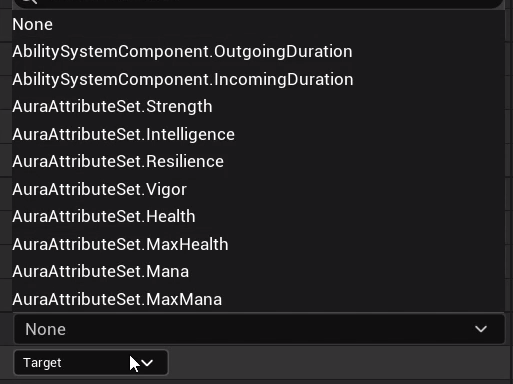 None
AbilitySystemComponent.OutgoingDuration
AbilitySystemComponent.IncomingDuration
AuraAttributeSet.Strength
AuraAttributeSet.Intelligence
AuraAttributeSet.Resilience
AuraAttributeSet.Vigor
AuraAttributeSet.Health
AuraAttributeSet.MaxHealth
AuraAttributeSet.Mana
AuraAttributeSet.MaxMana
None
Target